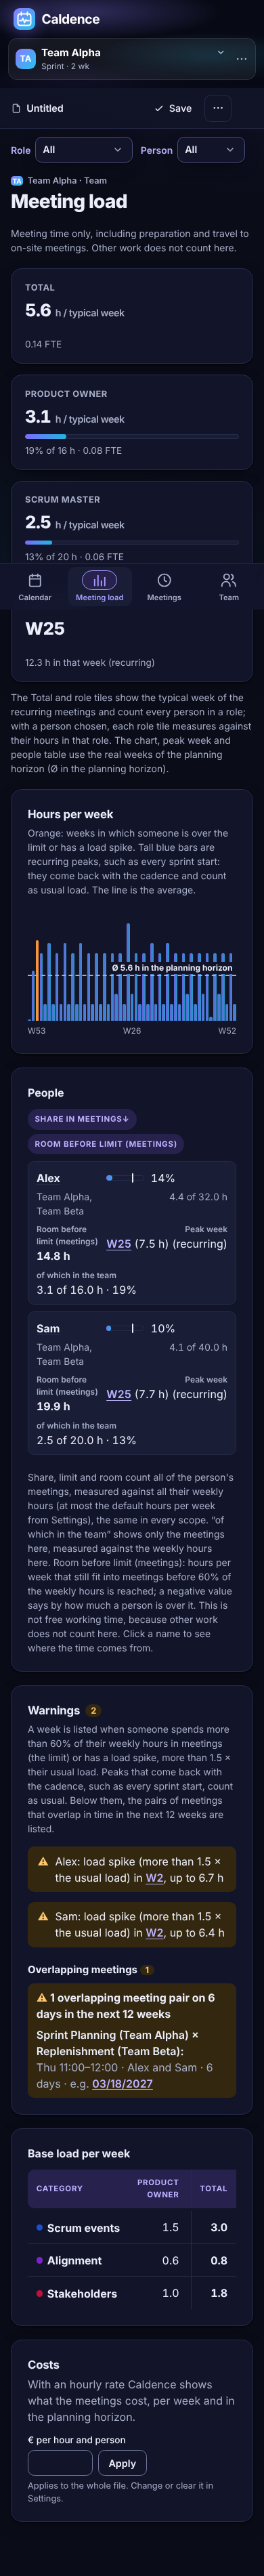 Caldence
TA
Team Alpha
Sprint · 2 wk
Untitled
Save
Role
All
Person
All
TA Team Alpha · Team
Meeting load
Meeting time only, including preparation and travel to
on-site meetings. Other work does not count here.
TOTAL
5.6 h / typical week
0.14 FTE
PRODUCT OWNER
3.1 h / typical week
19% of 16 h · 0.08 FTE
SCRUM MASTER
2.5 h / typical week
13% of 20 h · 0.06 FTE
Calendar
Meeting load
Meetings
Team
W25
12.3 h in that week (recurring)
The Total and role tiles show the typical week of the
recurring meetings and count every person in a role;
with a person chosen, each role tile measures against
their hours in that role. The chart, peak week and
people table use the real weeks of the planning
horizon (Ø in the planning horizon).
Hours per week
Orange: weeks in which someone is over the
limit or has a load spike. Tall blue bars are
recurring peaks, such as every sprint start:
they come back with the cadence and count
as usual load. The line is the average.
Ø 5.6 h in the planning horizon
W53
W26
W52
People
SHARE IN MEETINGS↓
ROOM BEFORE LIMIT (MEETINGS)
Alex
14%
Team Alpha,
Team Beta
4.4 of 32.0 h
Room before
limit (meetings)
14.8 h
Peak week
W25 (7.5 h) (recurring)
of which in the team
3.1 of 16.0 h · 19%
Sam
10%
Team Alpha,
Team Beta
4.1 of 40.0 h
Room before
limit (meetings)
19.9 h
Peak week
W25 (7.7 h) (recurring)
of which in the team
2.5 of 20.0 h · 13%
Share, limit and room count all of the person's
meetings, measured against all their weekly
hours (at most the default hours per week
from Settings), the same in every scope. “of
which in the team” shows only the meetings
here, measured against the weekly hours
here. Room before limit (meetings): hours per
week that still fit into meetings before 60% of
the weekly hours is reached; a negative value
says by how much a person is over it. This is
not free working time, because other work
does not count here. Click a name to see
where the time comes from.
Warnings 2
A week is listed when someone spends more
than 60% of their weekly hours in meetings
(the limit) or has a load spike, more than 1.5 ×
their usual load. Peaks that come back with
the cadence, such as every sprint start, count
as usual. Below them, the pairs of meetings
that overlap in time in the next 12 weeks are
listed.
Alex: load spike (more than 1.5 ×
the usual load) in W2, up to 6.7 h
Sam: load spike (more than 1.5 ×
the usual load) in W2, up to 6.4 h
Overlapping meetings 1
1 overlapping meeting pair on 6
days in the next 12 weeks
Sprint Planning (Team Alpha) ×
Replenishment (Team Beta):
Thu 11:00–12:00 · Alex and Sam · 6
days · e.g. 03/18/2027
Base load per week
CATEGORY
PRODUCT
OWNER
TOTAL
Scrum events 1.5 3.0
Alignment 0.6 0.8
Stakeholders 1.0 1.8
Costs
With an hourly rate Caldence shows
what the meetings cost, per week and in
the planning horizon.
€ per hour and person
Apply
Applies to the whole file. Change or clear it in
Settings.